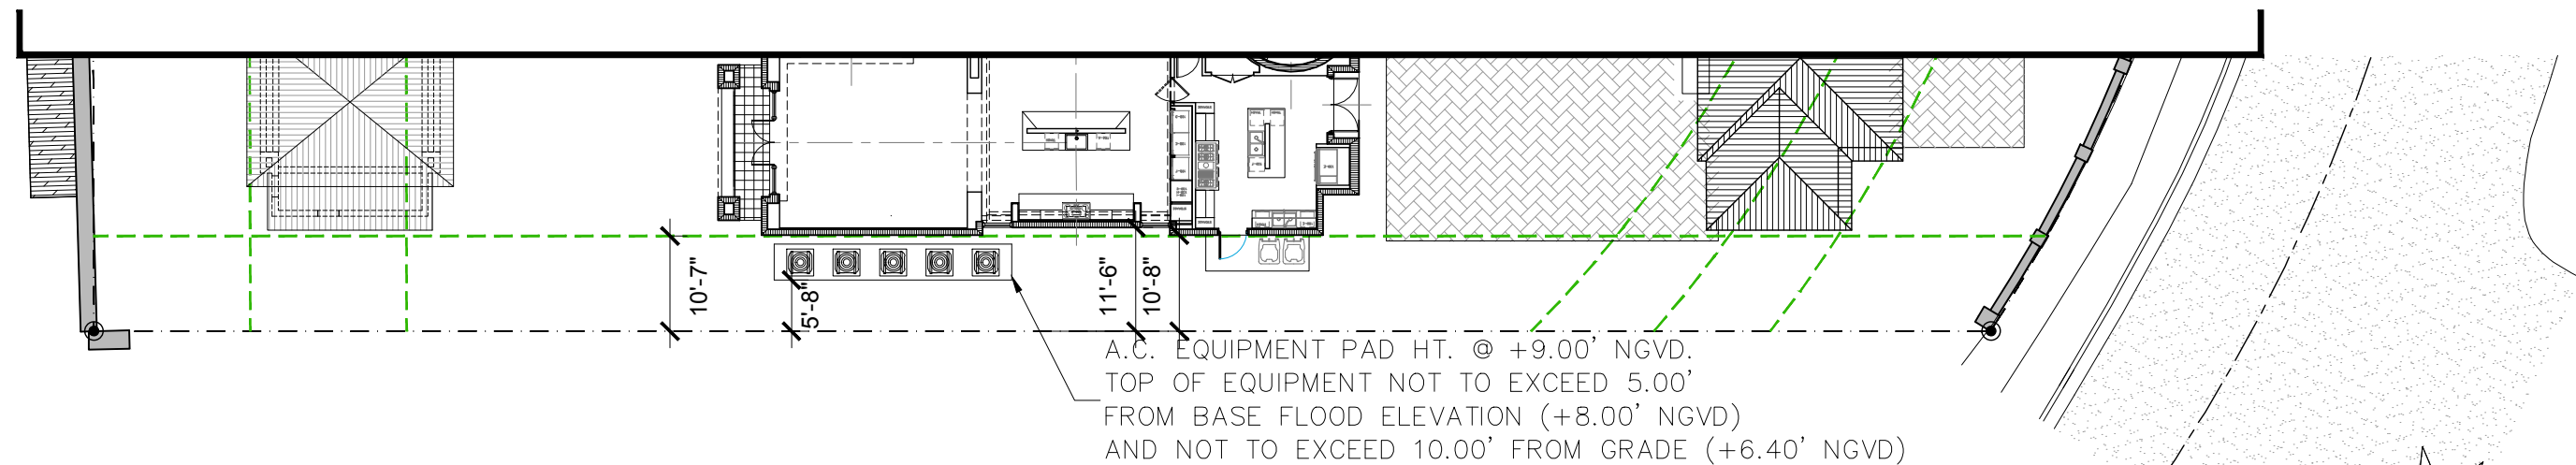 10'-7"
5'-8"
11'-6"
10'-8"
A.C. EQUIPMENT PAD HT. @ +9.00' NGVD.
TOP OF EQUIPMENT NOT TO EXCEED 5.00'
FROM BASE FLOOD ELEVATION (+8.00' NGVD)
AND NOT TO EXCEED 10.00' FROM GRADE (+6.40' NGVD)